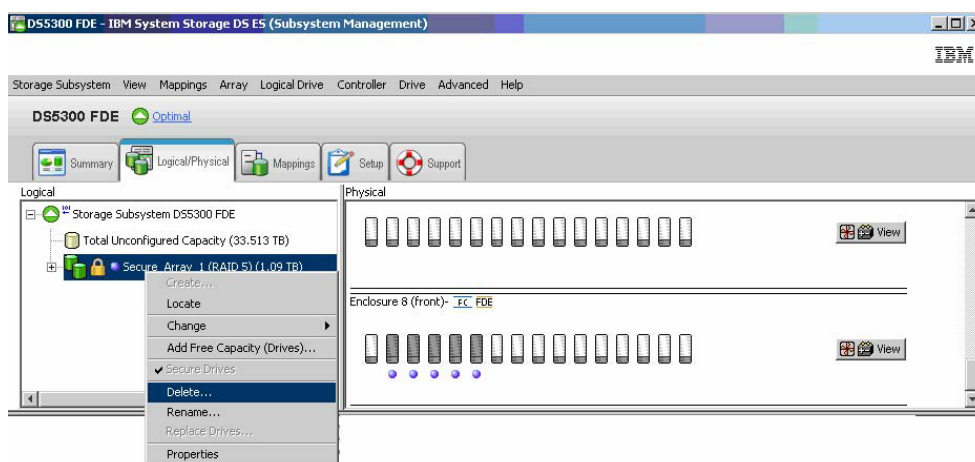 DS5300 FDE - IBM System Storage DS ES (Subsystem Management)
IBM
Storage Subsystem View Mappings Array Logical Drive Controller Drive Advanced Help
DS5300 FDE Optimal
Summary Logical/Physical Mappings Setup Support
Logical
Physical
Storage Subsystem DS5300 FDE
Total Unconfigured Capacity (33.513 TB)
View
Secure_Array_1 (RAID 5) (1.09 TB)
Create...
Locate
Enclosure 8 (front)- FC FDE
Change
Add Free Capacity (Drives)...
View
Secure Drives
Delete...
Rename...
Replace Drives...
Properties